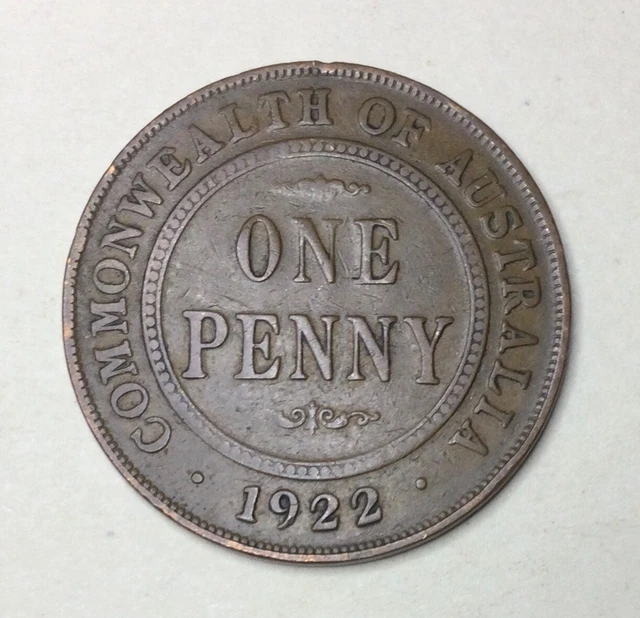 COMMONWEALTH OF AUSTRALIA
ONE
PENNY
· 1922 ·